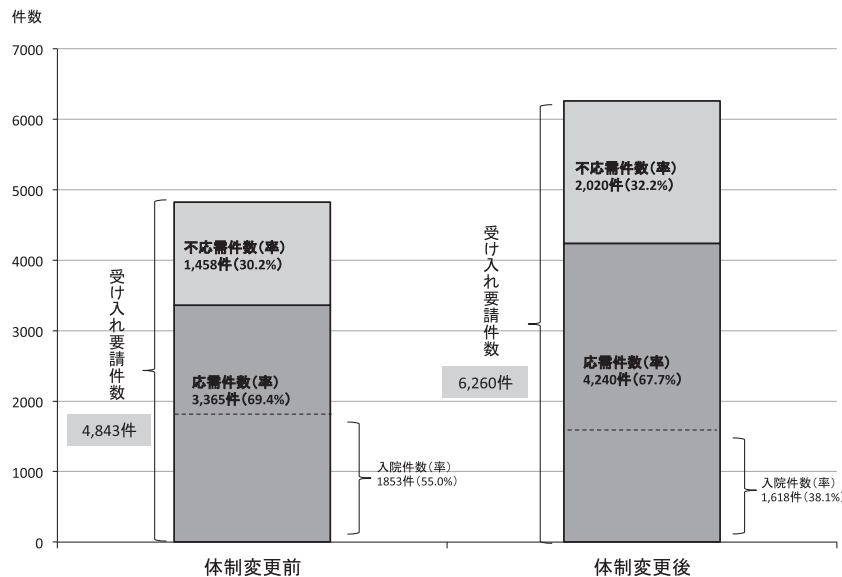 件数
7000
6000
5000
4000
3000
2000
1000
0
受け入れ要請件数
4,843件
不応需件数(率)
1,458件(30.2%)
応需件数(率)
3,365件(69.4%)
入院件数(率)
1853件(55.0%)
体制変更前
受け入れ要請件数
6,260件
不応需件数(率)
2,020件(32.2%)
応需件数(率)
4,240件(67.7%)
入院件数(率)
1,618件(38.1%)
体制変更後